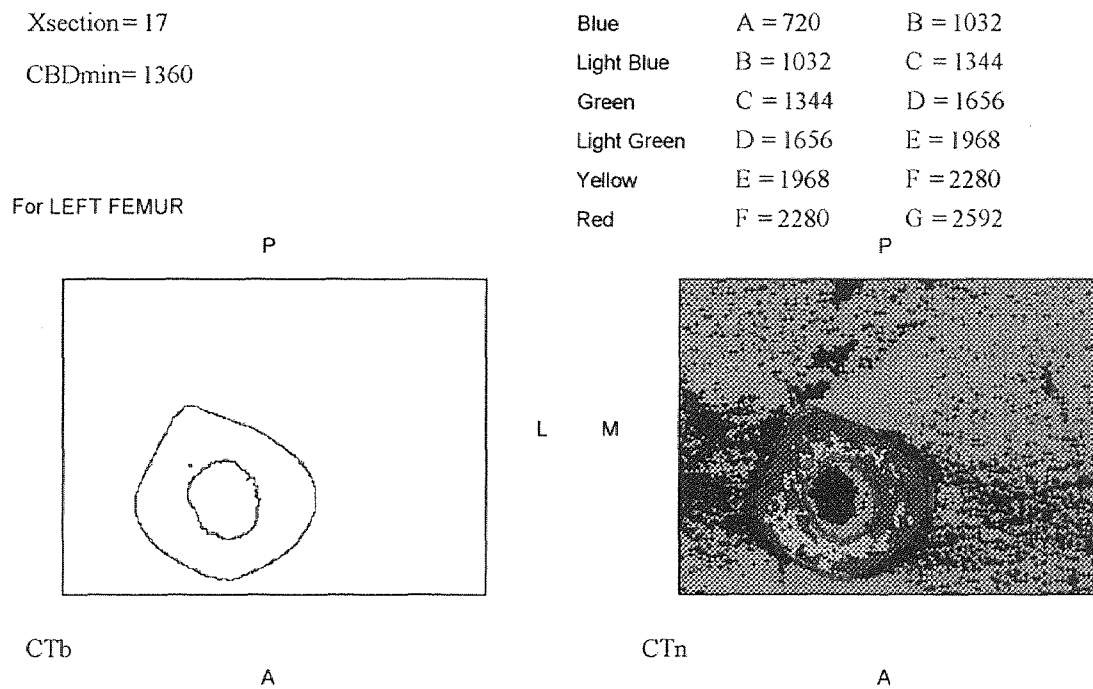 Xsection= 17
CBDmin= 1360
Blue A = 720 B = 1032
Light Blue B = 1032 C = 1344
Green C = 1344 D = 1656
Light Green D = 1656 E = 1968
Yellow E = 1968 F = 2280
Red F = 2280 G = 2592
For LEFT FEMUR
P P
L M
CTb CTn
A A